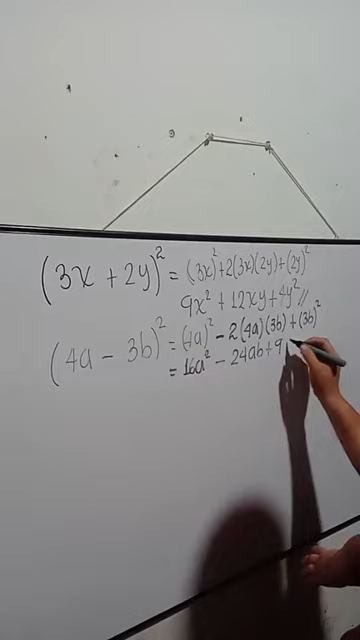 (3x + 2y)² = (3x)² + 2(3x)(2y) + (2y)²
9x² + 12xy + 4y² //
(4a - 3b)² = (4a)² - 2(4a)(3b) + (3b)²
= 16a² - 24ab + 9